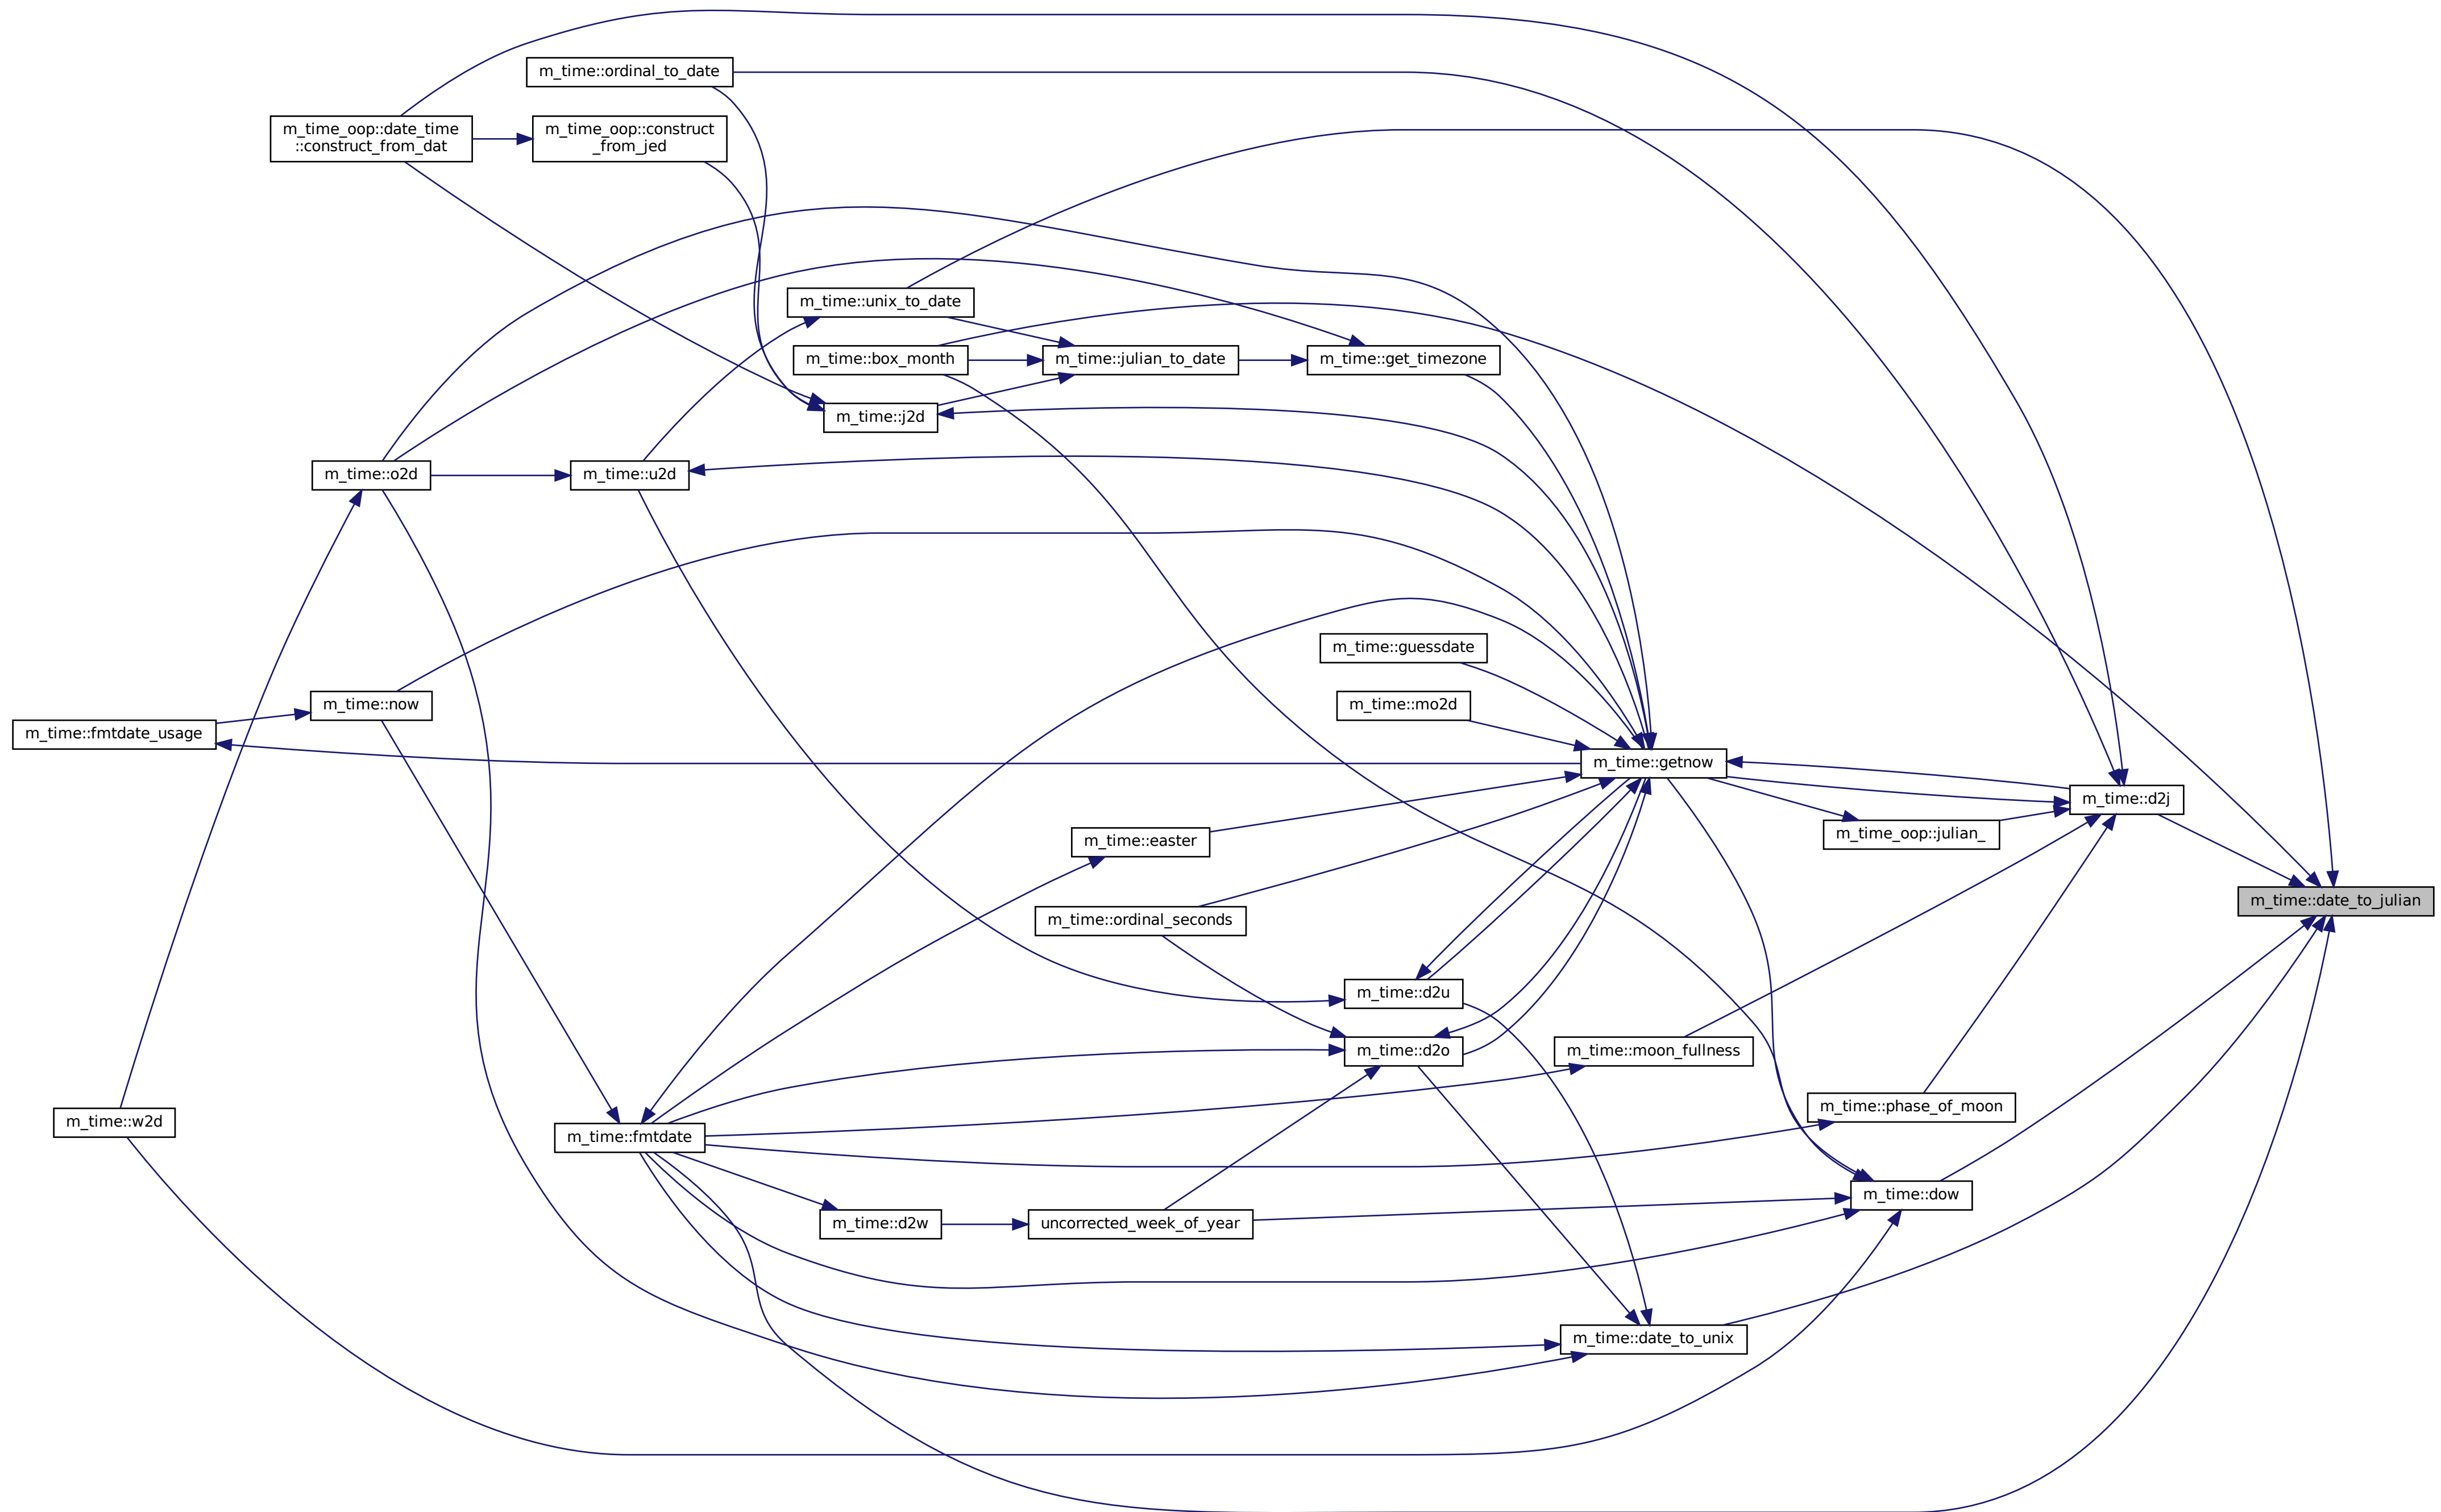 m_time::ordinal_to_date
m_time_oop::date_time
::construct_from_dat
m_time_oop::construct
_from_jed
m_time::unix_to_date
m_time::box_month
m_time::julian_to_date
m_time::get_timezone
m_time::j2d
m_time::o2d
m_time::u2d
m_time::guessdate
m_time::mo2d
m_time::now
m_time::fmtdate_usage
m_time::getnow
m_time::d2j
m_time_oop::julian_
m_time::easter
m_time::date_to_julian
m_time::ordinal_seconds
m_time::d2u
m_time::d2o
m_time::moon_fullness
m_time::phase_of_moon
m_time::w2d
m_time::fmtdate
m_time::dow
m_time::d2w
uncorrected_week_of_year
m_time::date_to_unix